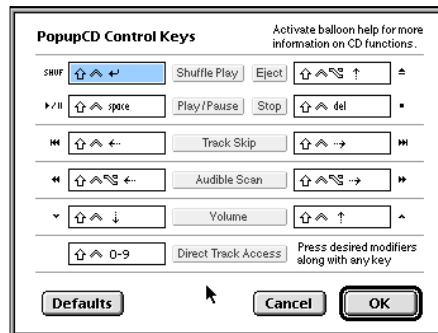 PopupCD Control Keys
Activate balloon help for more
information on CD functions.
SHUF ⇧ ⌃ ↩ Shuffle Play Eject ⇧ ⌃ ⌥ ↑ ⏏
▶/II ⇧ ⌃ space Play/Pause Stop ⇧ ⌃ del ■
⏮ ⇧ ⌃ ← Track Skip ⇧ ⌃ → ⏭
◀◀ ⇧ ⌃ ⌥ ← Audible Scan ⇧ ⌃ ⌥ → ▶▶
⌄ ⇧ ⌃ ↓ Volume ⇧ ⌃ ↑ ⌃
⇧ ⌃ 0-9 Direct Track Access Press desired modifiers
along with any key
Defaults Cancel OK